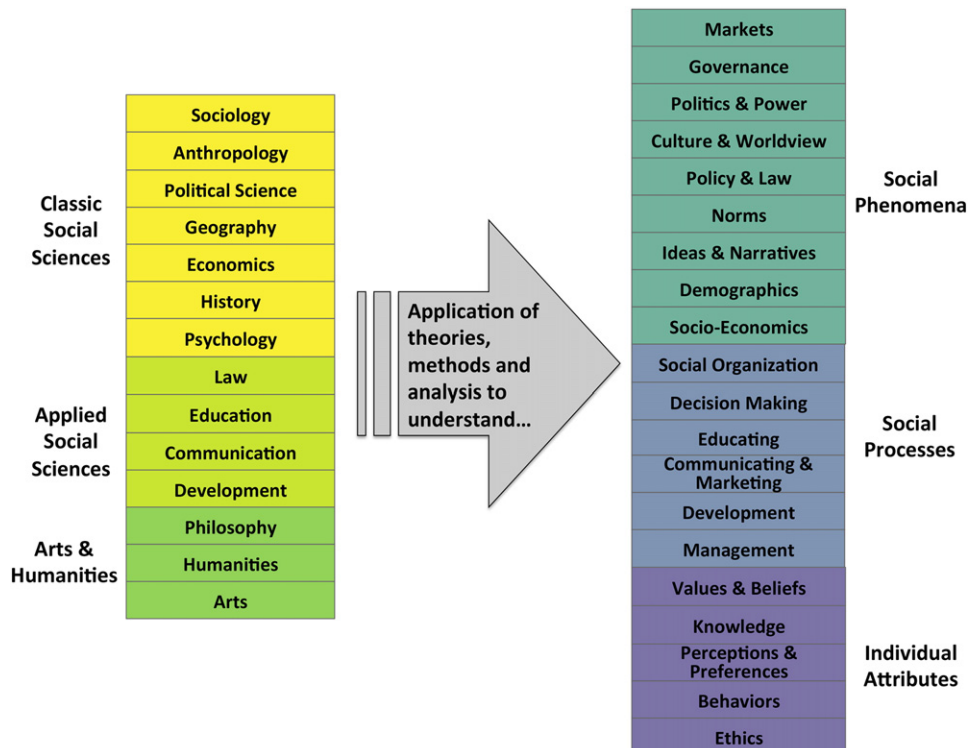 Classic
Social
Sciences
Sociology
Anthropology
Political Science
Geography
Economics
History
Psychology
Applied
Social
Sciences
Law
Education
Communication
Development
Arts &
Humanities
Philosophy
Humanities
Arts
Application of
theories,
methods and
analysis to
understand...
Markets
Governance
Politics & Power
Culture & Worldview
Policy & Law
Norms
Ideas & Narratives
Demographics
Socio-Economics
Social
Phenomena
Social Organization
Decision Making
Educating
Communicating &
Marketing
Development
Management
Social
Processes
Values & Beliefs
Knowledge
Perceptions &
Preferences
Behaviors
Ethics
Individual
Attributes